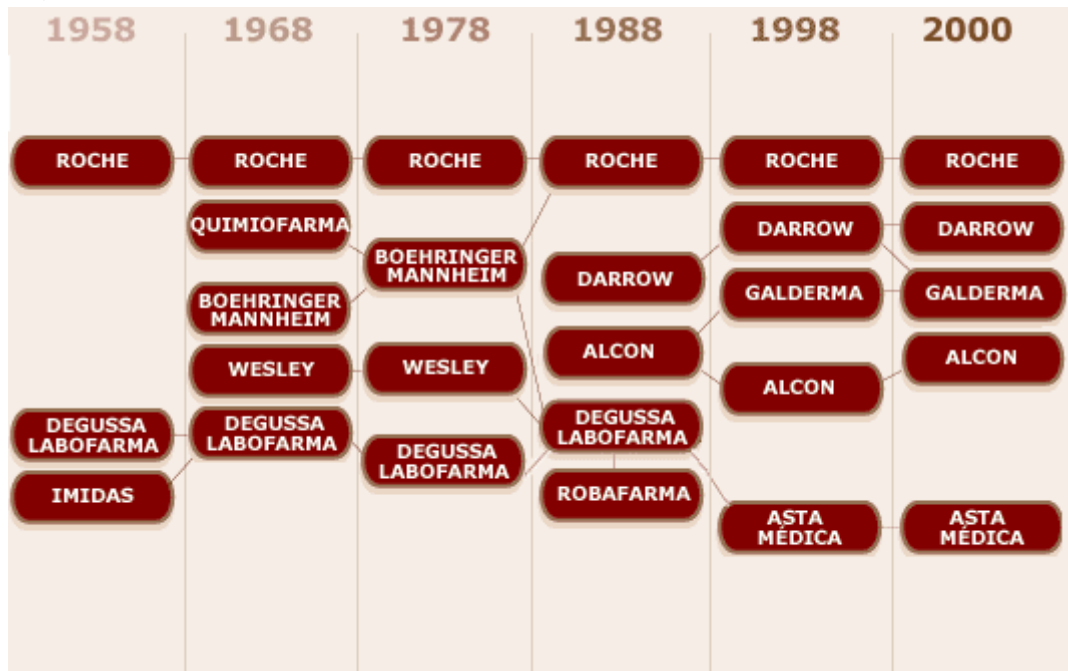 1958
1968
1978
1988
1998
2000
ROCHE
ROCHE
ROCHE
ROCHE
ROCHE
ROCHE
QUIMIOFARMA
DARROW
DARROW
BOEHRINGER
MANNHEIM
DARROW
BOEHRINGER
MANNHEIM
GALDERMA
GALDERMA
WESLEY
WESLEY
ALCON
ALCON
ALCON
DEGUSSA
LABOFARMA
DEGUSSA
LABOFARMA
DEGUSSA
LABOFARMA
DEGUSSA
LABOFARMA
IMIDAS
ROBAFARMA
ASTA
MÉDICA
ASTA
MÉDICA